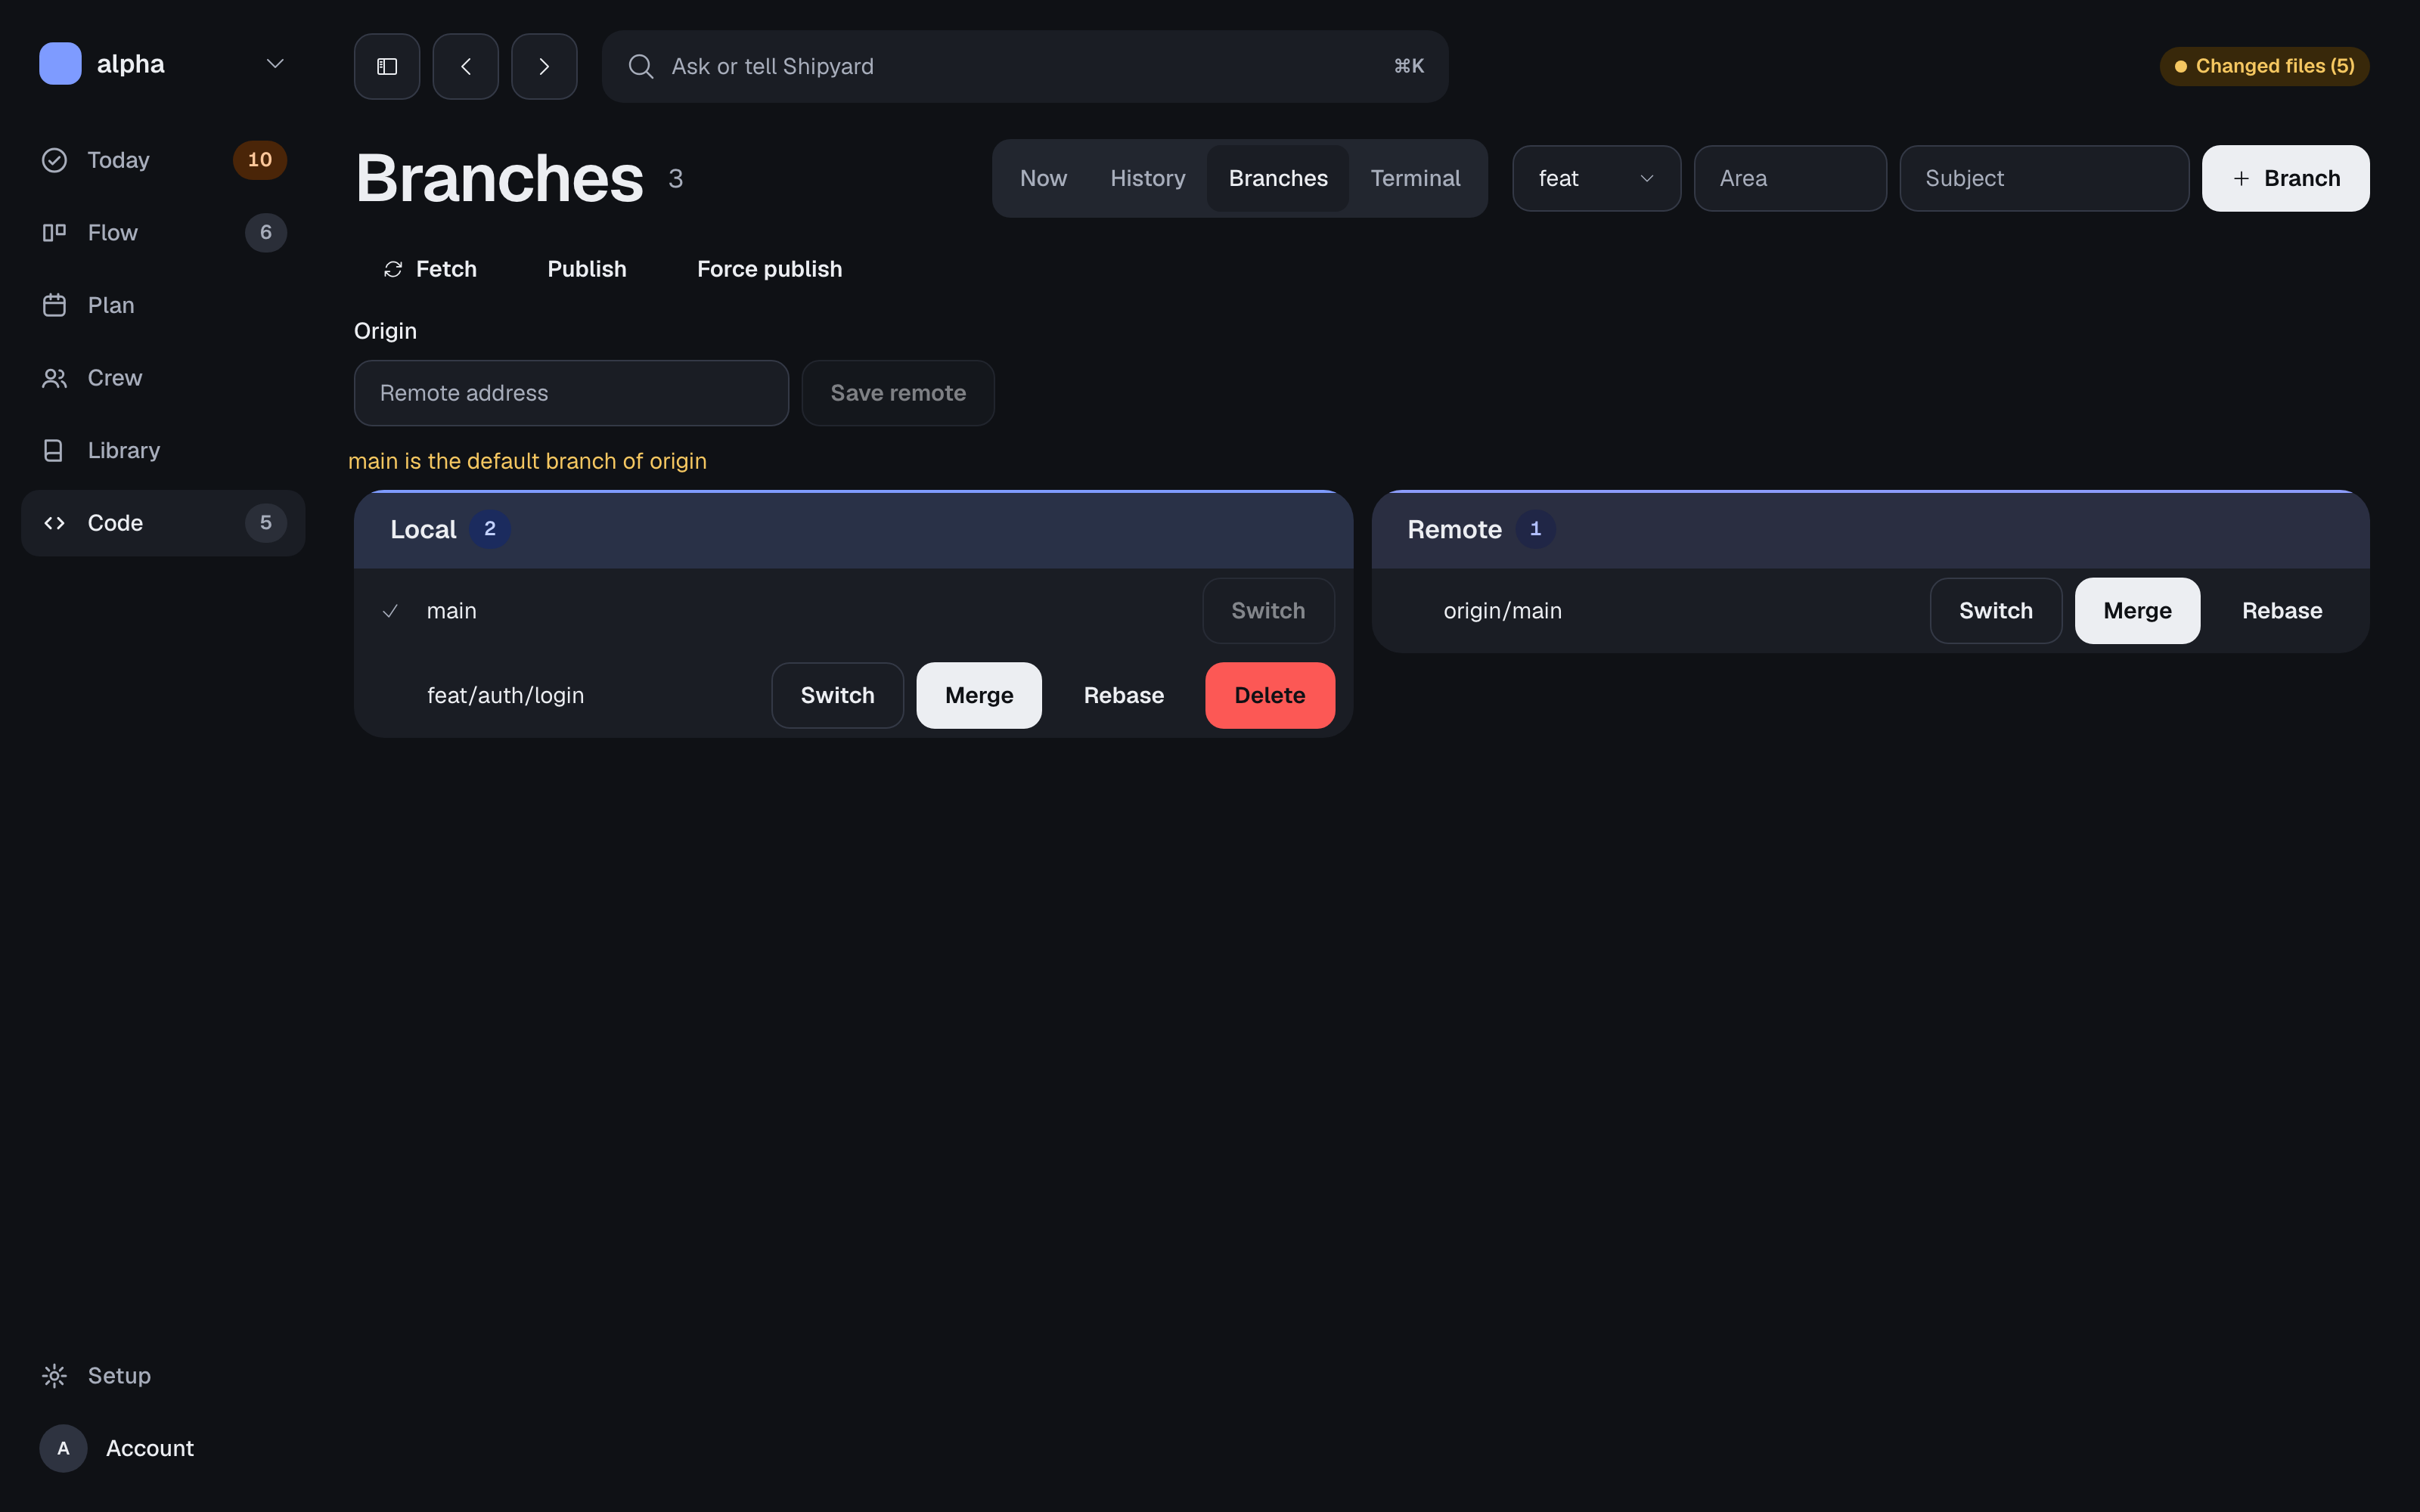 alpha
Ask or tell Shipyard ⌘K
Changed files (5)
Today 10
Flow 6
Plan
Crew
Library
Code 5
Setup
A Account
Branches 3
Now History Branches Terminal
feat Area Subject + Branch
Fetch Publish Force publish
Origin
Remote address Save remote
main is the default branch of origin
Local 2
main Switch
feat/auth/login Switch Merge Rebase Delete
Remote 1
origin/main Switch Merge Rebase